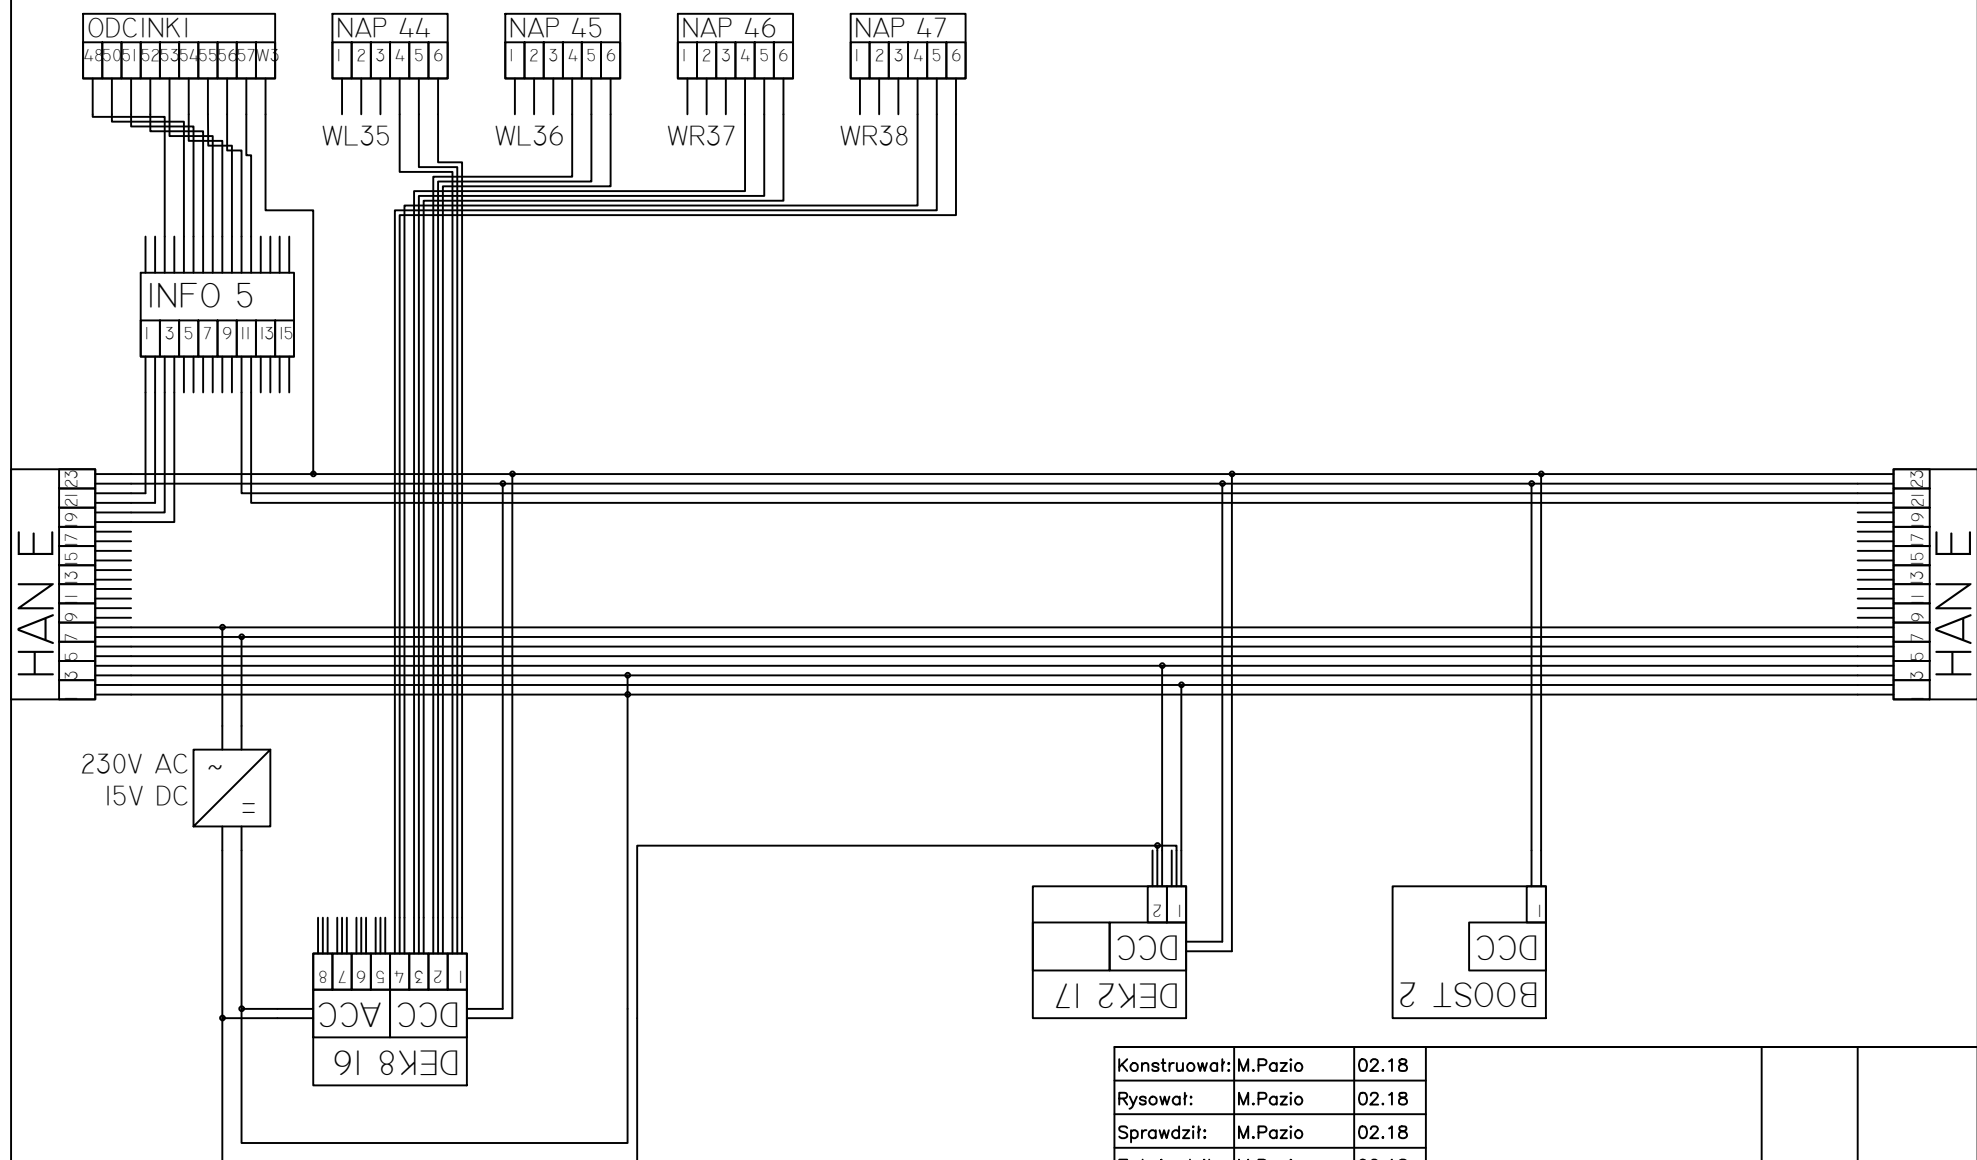 ODCINKI
48 50 51 52 53 54 55 56 57 W3
NAP 44
1 2 3 4 5 6
WL35
NAP 45
1 2 3 4 5 6
WL36
NAP 46
1 2 3 4 5 6
WR37
NAP 47
1 2 3 4 5 6
WR38
INFO 5
1 3 5 7 9 11 13 15
HAN E
23 21 19 17 15 13 11 9 7 5 3 1
HAN E
23 21 19 17 15 13 11 9 7 5 3 1
230V AC
~
15V DC
=
8 7 6 5 4 3 2 1
ACC DCC
DEK8 16
2 1
DCC
DEK2 17
1
DCC
BOOST 2
Konstruował: M.Pazio 02.18
Rysował: M.Pazio 02.18
Sprawdził: M.Pazio 02.18